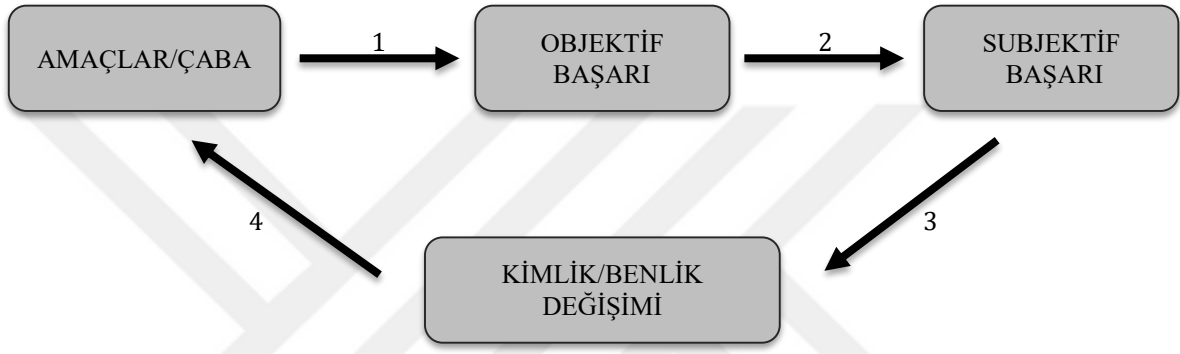 AMAÇLAR/ÇABA
1
OBJEKTİF
BAŞARI
2
SUBJEKTİF
BAŞARI
3
KİMLİK/BENLİK
DEĞİŞİMİ
4